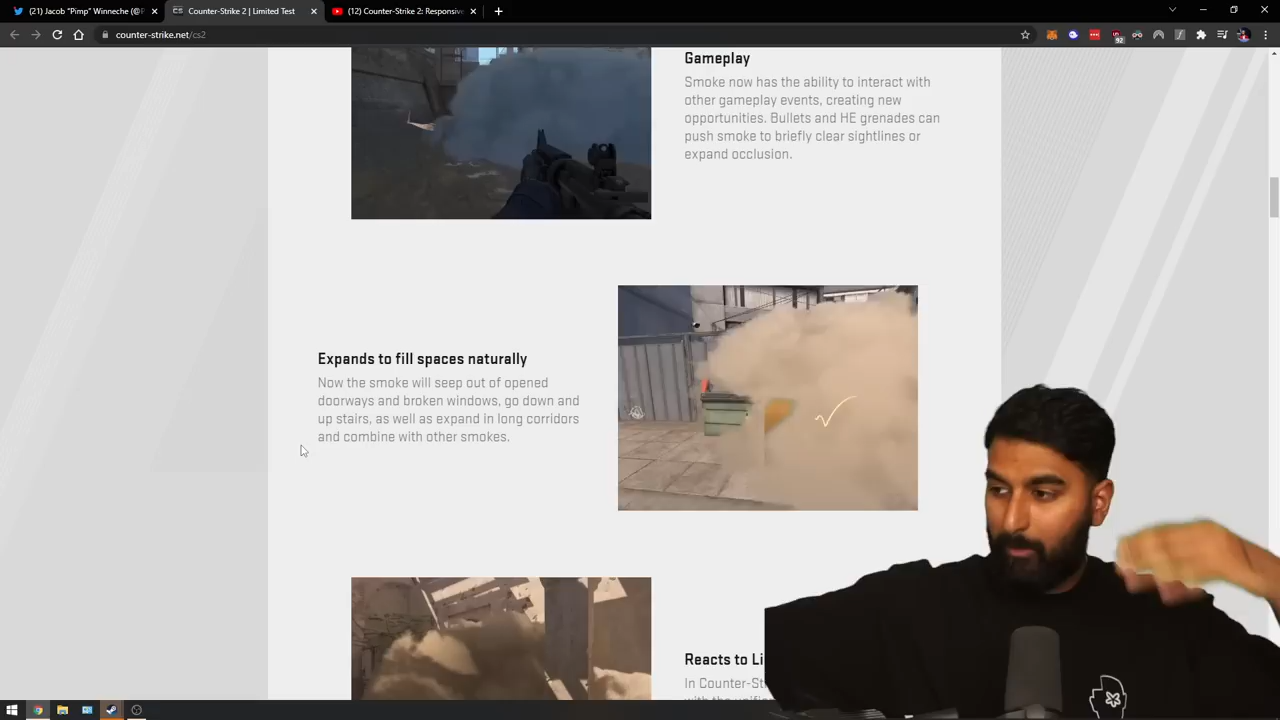 (21) Jacob "Pimp" Winneche (@P
Counter-Strike 2 | Limited Test
(12) Counter-Strike 2: Responsive
counter-strike.net/cs2
92
Gameplay
Smoke now has the ability to interact with
other gameplay events, creating new
opportunities. Bullets and HE grenades can
push smoke to briefly clear sightlines or
expand occlusion.
Expands to fill spaces naturally
Now the smoke will seep out of opened
doorways and broken windows, go down and
up stairs, as well as expand in long corridors
and combine with other smokes.
Reacts to Li
In Counter-St